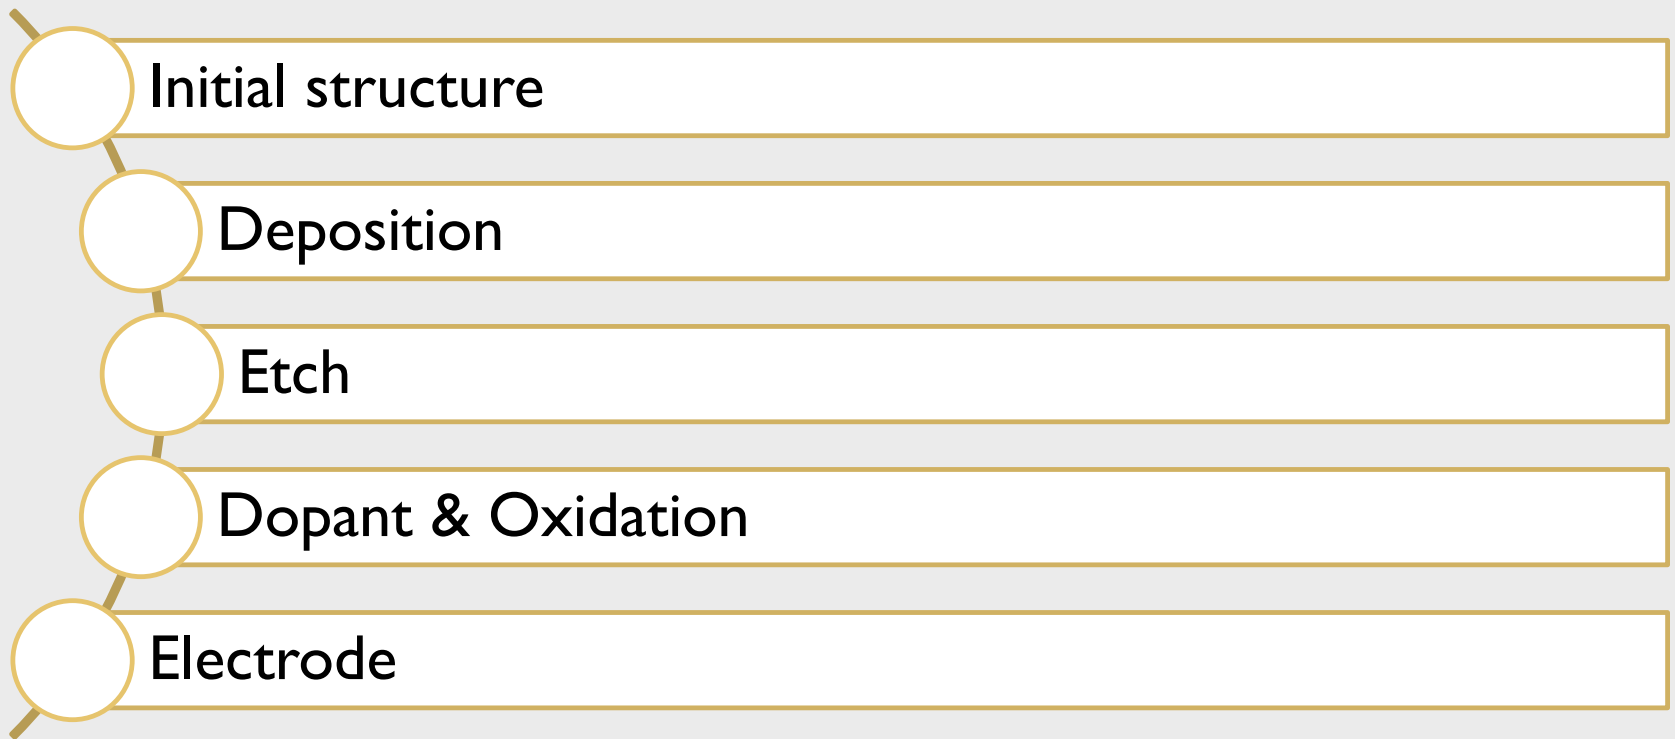 Initial structure
Deposition
Etch
Dopant & Oxidation
Electrode